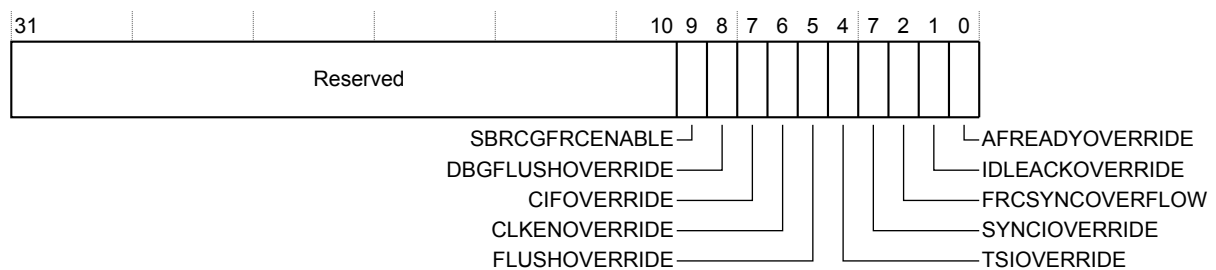 31 10 9 8 7 6 5 4 7 2 1 0
Reserved
SBRCGFRCENABLE AFREADYOVERRIDE
DBGFLUSHOVERRIDE IDLEACKOVERRIDE
CIFOVERRIDE FRCSYNCOVERFLOW
CLKENOVERRIDE SYNCIOVERRIDE
FLUSHOVERRIDE TSIOVERRIDE